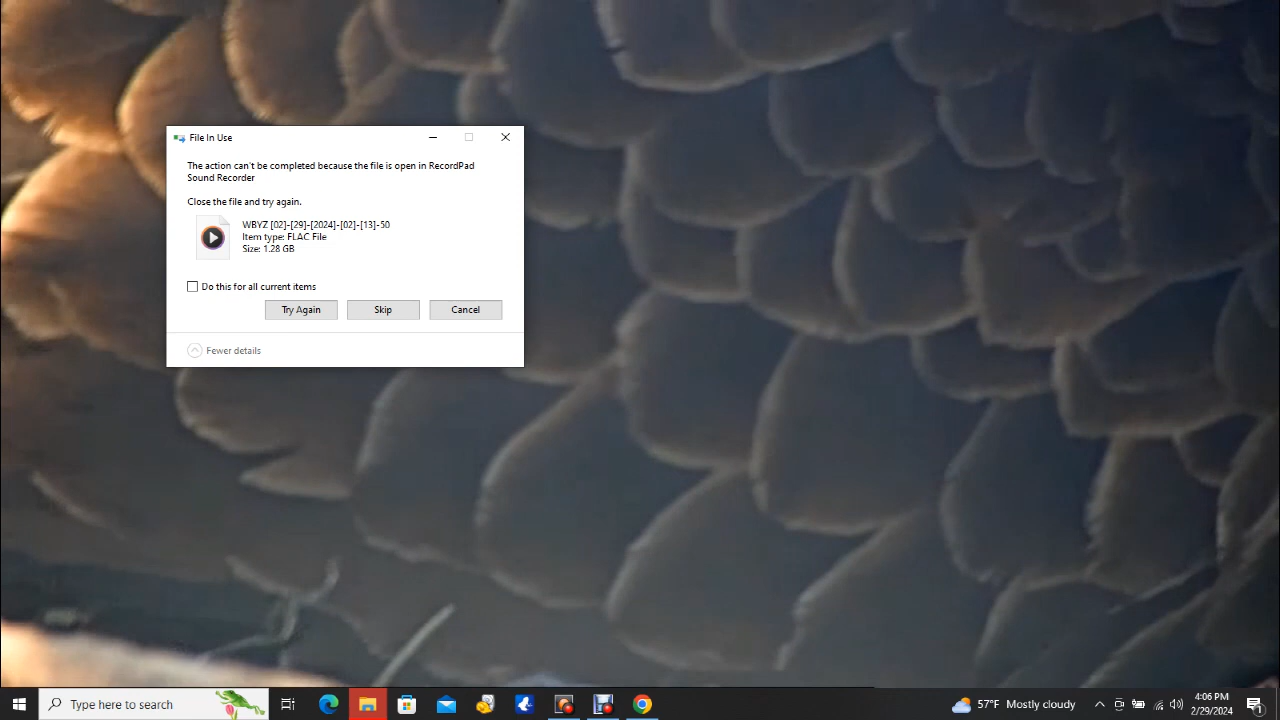 File In Use
The action can't be completed because the file is open in RecordPad
Sound Recorder
Close the file and try again.
WBYZ [02]-[29]-[2024]-[02]-[13]-50
Item type: FLAC File
Size: 1.28 GB
Do this for all current items
Try Again
Skip
Cancel
Fewer details
Type here to search
57°F Mostly cloudy
4:06 PM
2/29/2024
1